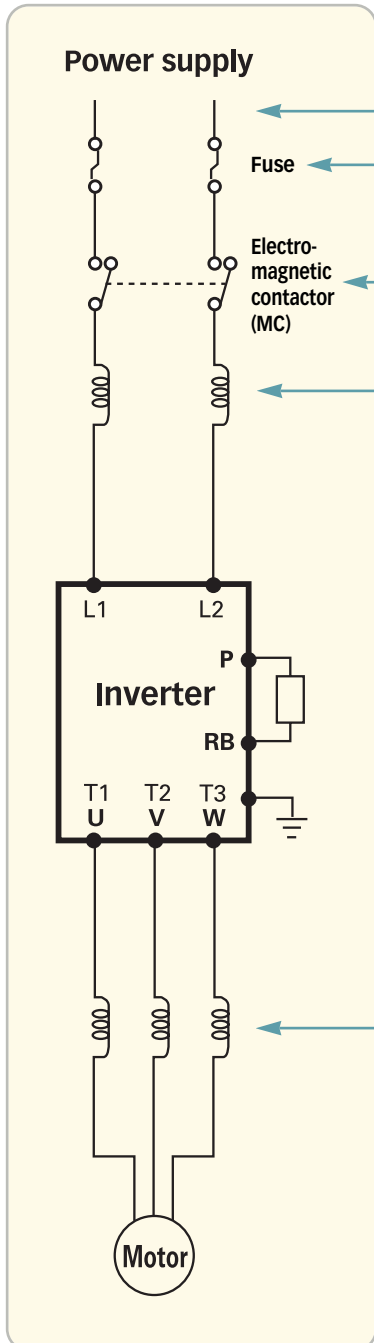 Power supply
Fuse
Electro-
magnetic
contactor
(MC)
L1 L2
P
Inverter
RB
T1 T2 T3
U V W
Motor